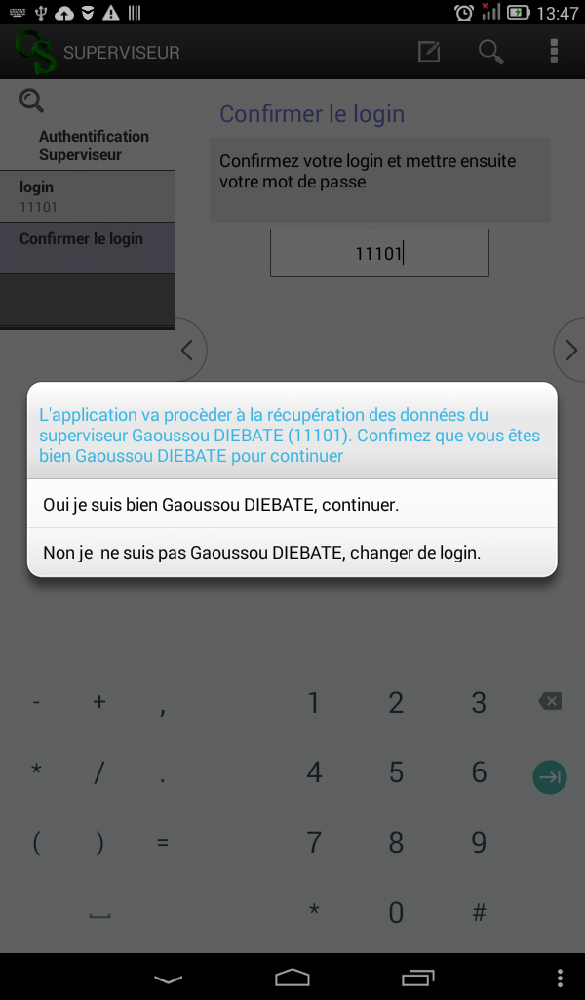 13:47
CS SUPERVISEUR
Authentification
Superviseur
login
11101
Confirmer le login
Confirmer le login
Confirmez votre login et mettre ensuite
votre mot de passe
11101
L'application va procèder à la récupération des données du
superviseur Gaoussou DIEBATE (11101). Confimez que vous êtes
bien Gaoussou DIEBATE pour continuer
Oui je suis bien Gaoussou DIEBATE, continuer.
Non je  ne suis pas Gaoussou DIEBATE, changer de login.
- + , 1 2 3
* / . 4 5 6
( ) = 7 8 9
* 0 #